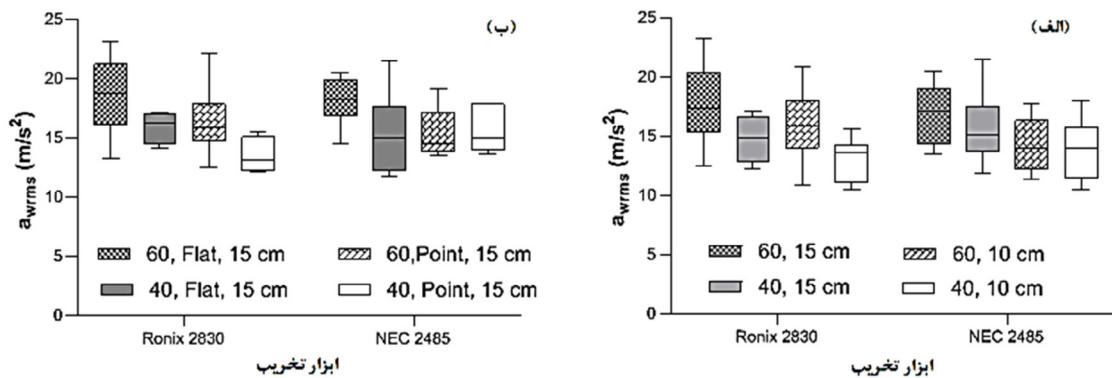 (ب)
25
20
15
10
5
0
a wrms (m/s²)
60, Flat, 15 cm
60,Point, 15 cm
40, Flat, 15 cm
40, Point, 15 cm
Ronix 2830
NEC 2485
ابزار تخریب
(الف)
25
20
15
10
5
0
a wrms (m/s²)
60, 15 cm
60, 10 cm
40, 15 cm
40, 10 cm
Ronix 2830
NEC 2485
ابزار تخریب